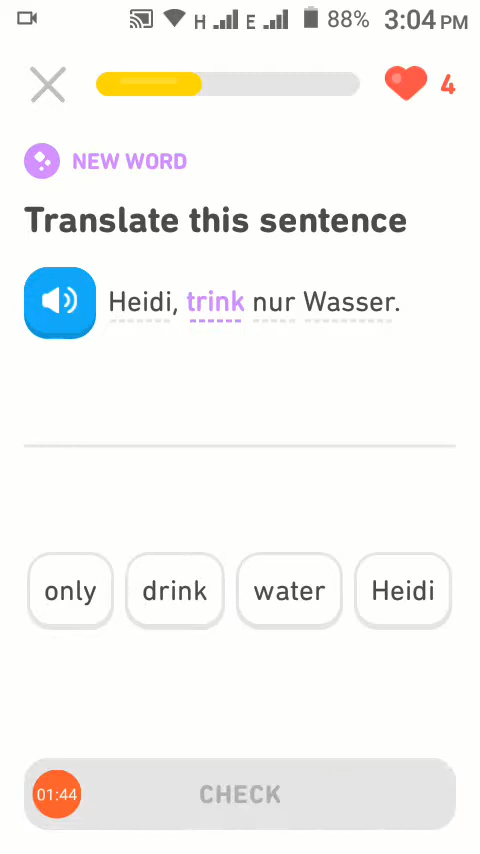 H E 88% 3:04 PM
4
NEW WORD
Translate this sentence
Heidi, trink nur Wasser.
only drink water Heidi
01:44 CHECK